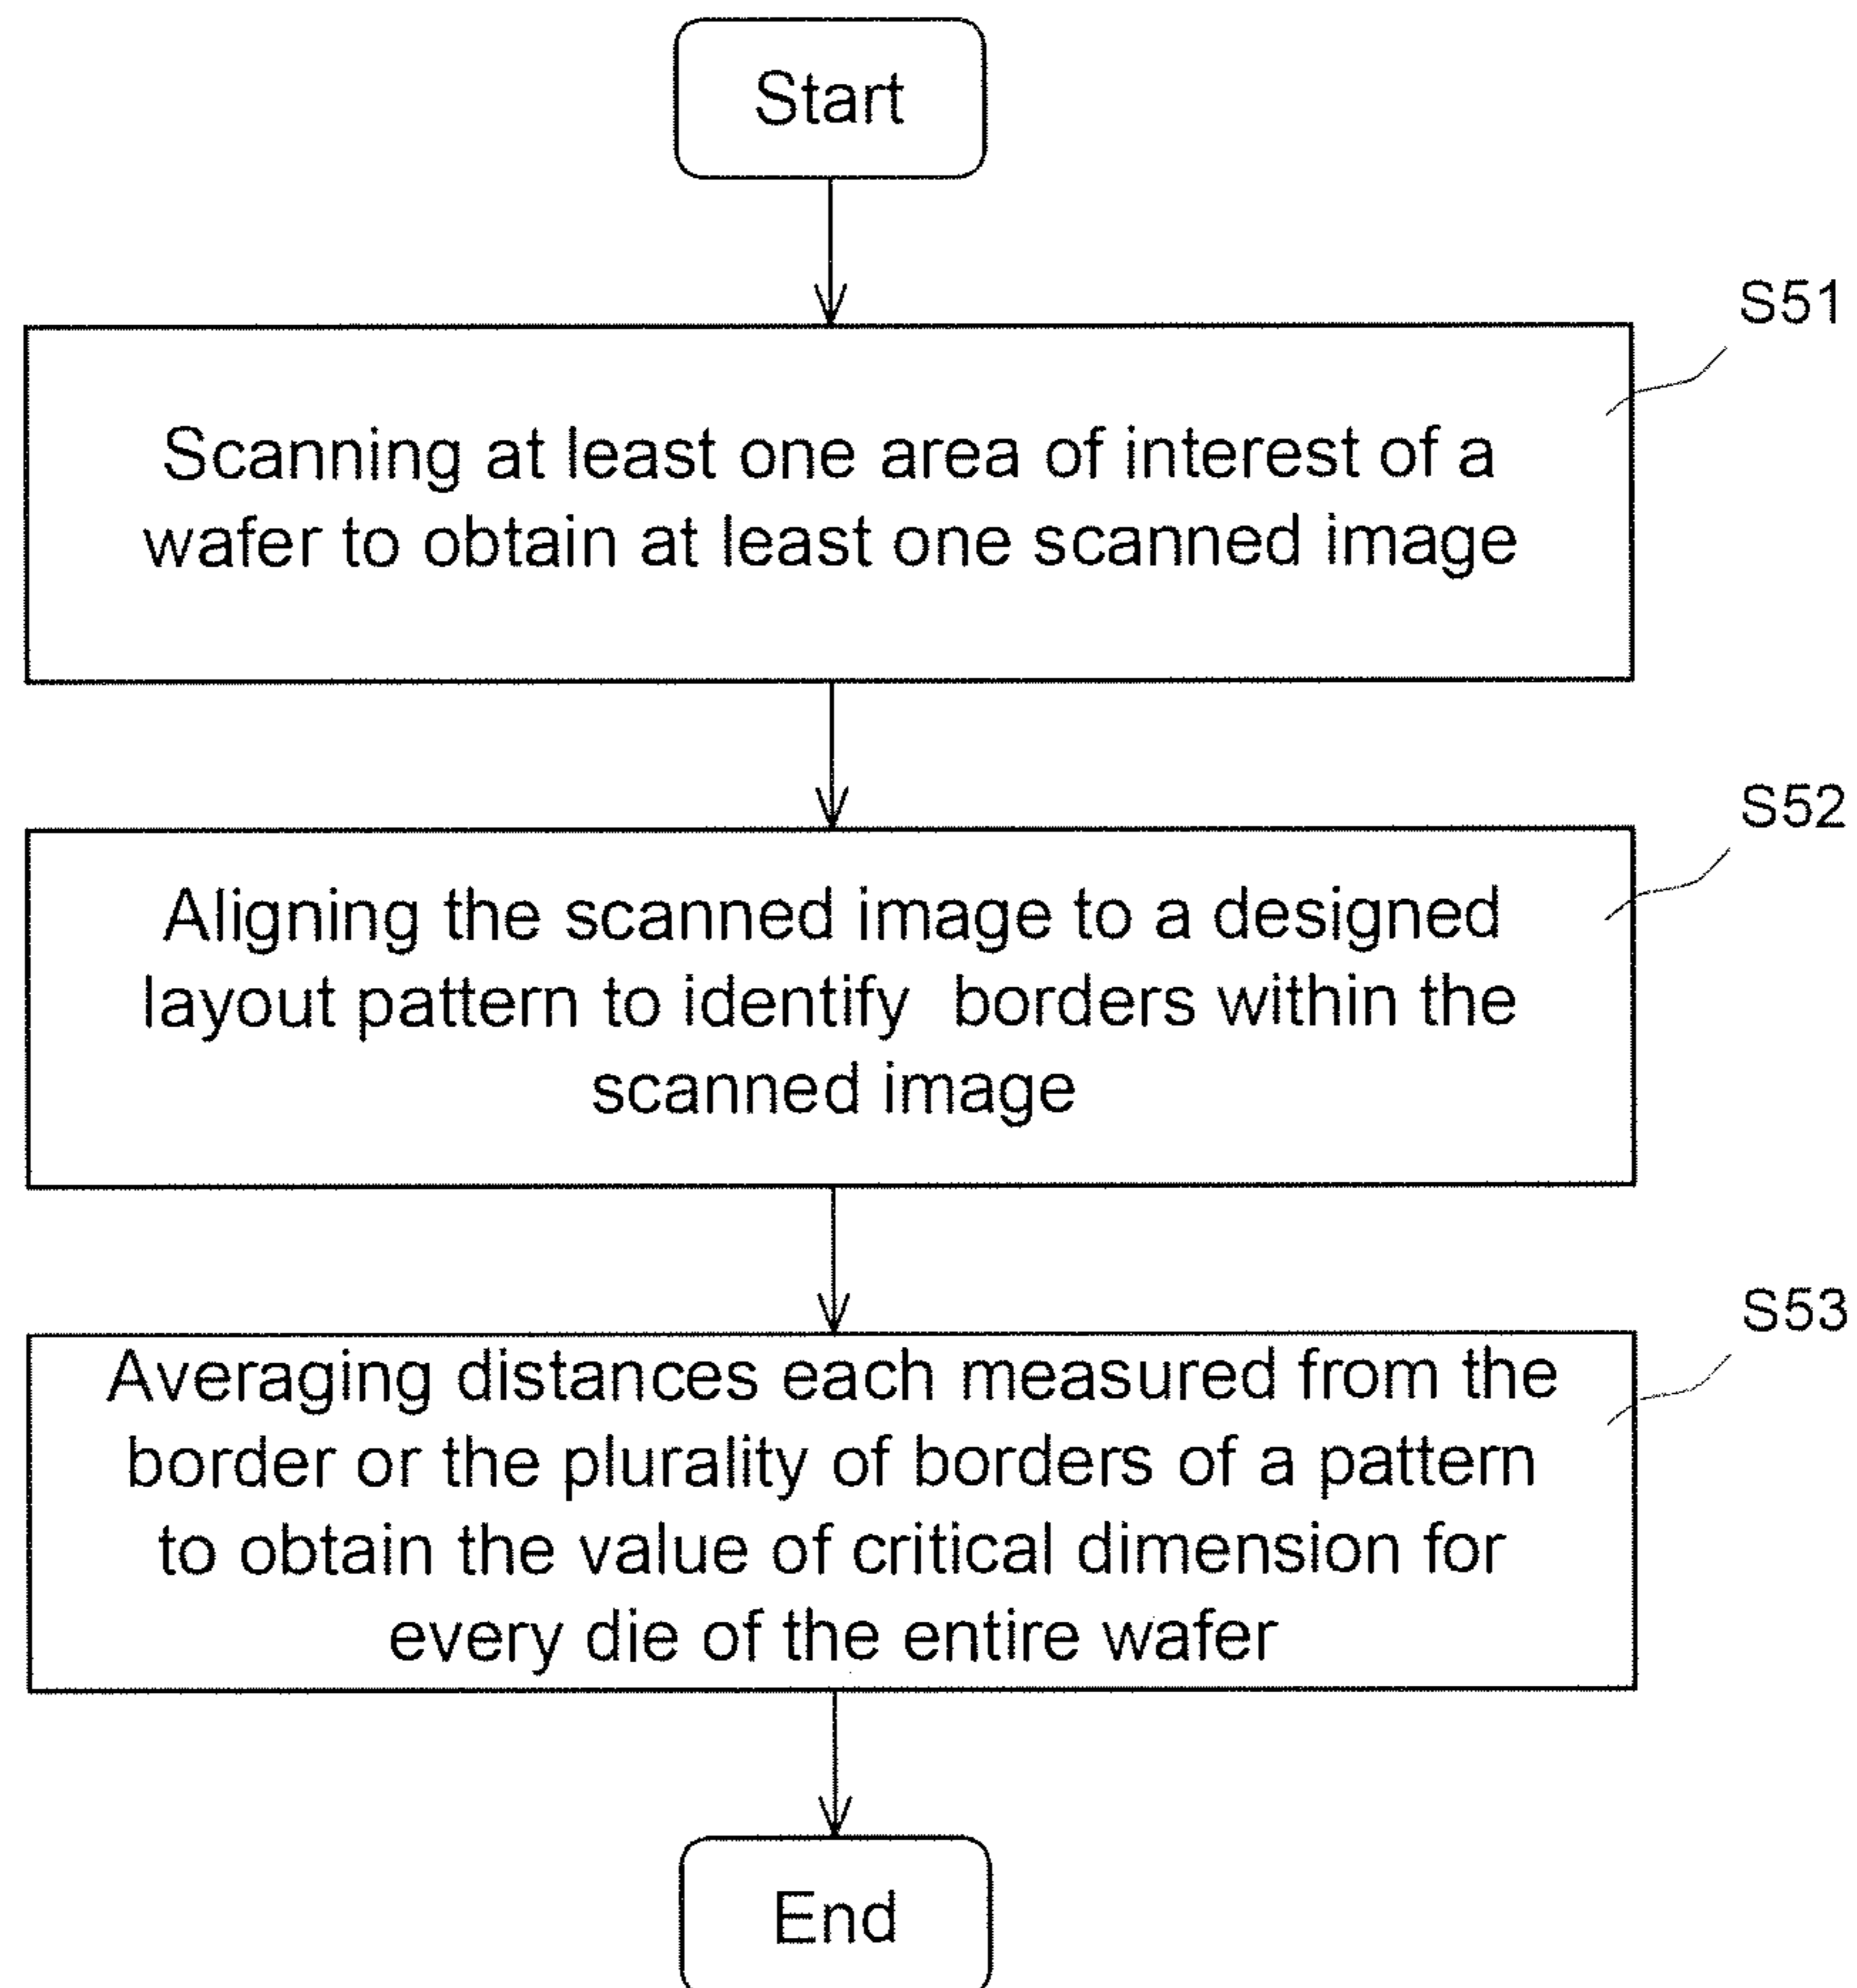 Start
S51
Scanning at least one area of interest of a
wafer to obtain at least one scanned image
S52
Aligning the scanned image to a designed
layout pattern to identify  borders within the
scanned image
S53
Averaging distances each measured from the
border or the plurality of borders of a pattern
to obtain the value of critical dimension for
every die of the entire wafer
End